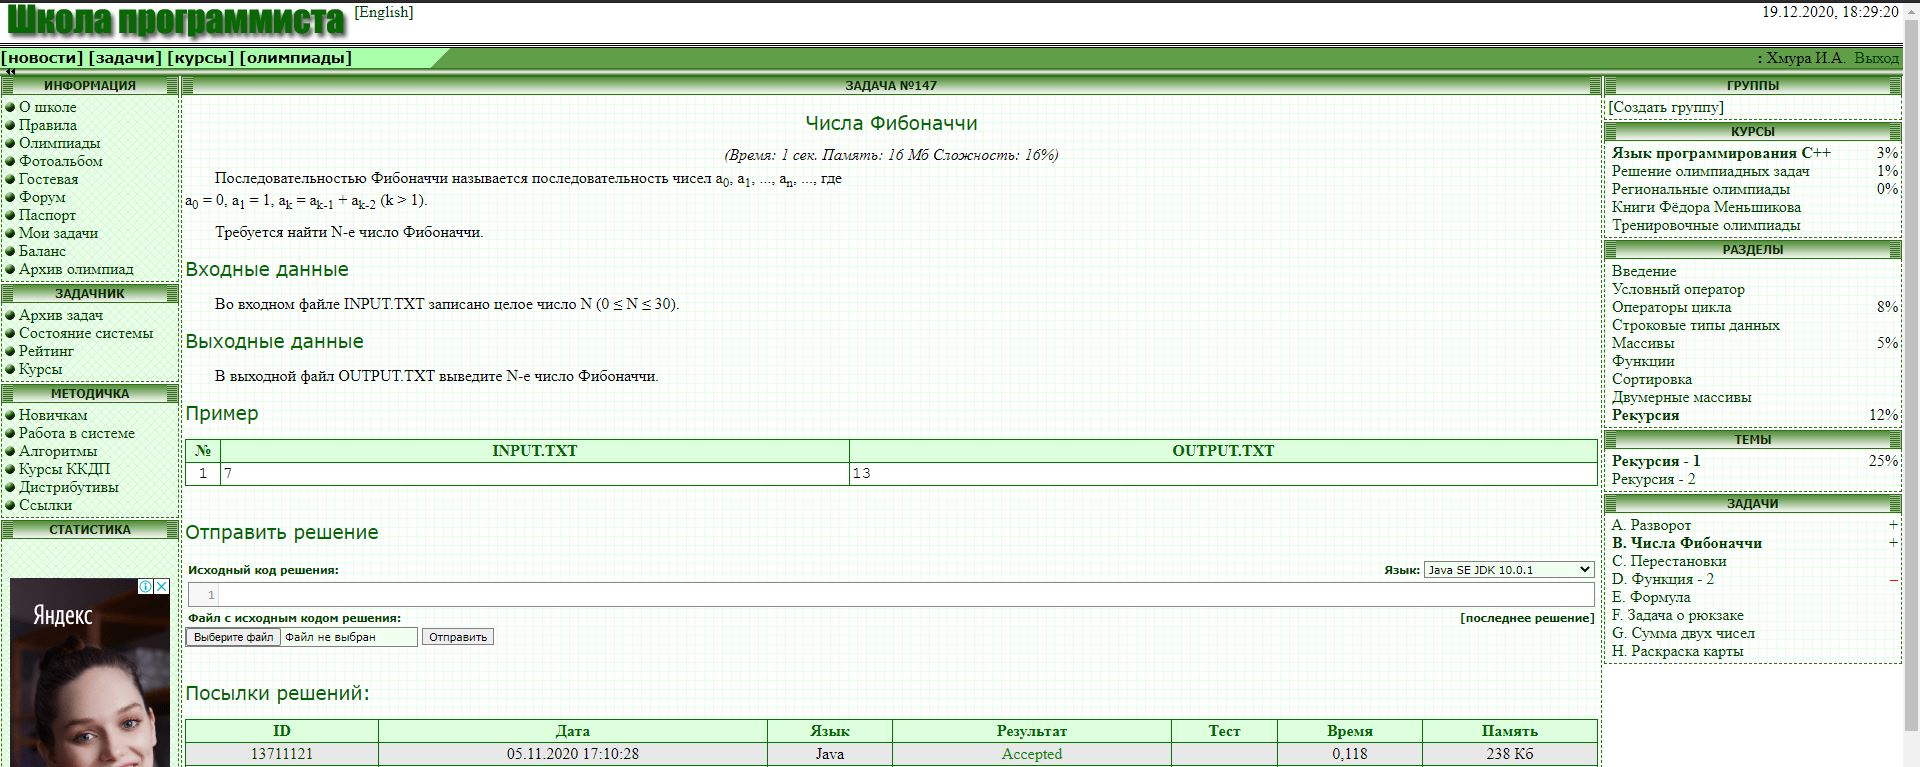 Школа программиста
[English]
19.12.2020, 18:29:20
[новости] [задачи] [курсы] [олимпиады]
: Хмура И.А. Выход
ИНФОРМАЦИЯ
О школе
Правила
Олимпиады
Фотоальбом
Гостевая
Форум
Паспорт
Мои задачи
Баланс
Архив олимпиад
ЗАДАЧНИК
Архив задач
Состояние системы
Рейтинг
Курсы
МЕТОДИЧКА
Новичкам
Работа в системе
Алгоритмы
Курсы ККДП
Дистрибутивы
Ссылки
СТАТИСТИКА
Яндекс
ЗАДАЧА №147
Числа Фибоначчи
(Время: 1 сек. Память: 16 Мб Сложность: 16%)
Последовательностью Фибоначчи называется последовательность чисел a0, a1, ..., an, ..., где
a0 = 0, a1 = 1, ak = ak-1 + ak-2 (k > 1).
Требуется найти N-е число Фибоначчи.
Входные данные
Во входном файле INPUT.TXT записано целое число N (0 ≤ N ≤ 30).
Выходные данные
В выходной файл OUTPUT.TXT выведите N-е число Фибоначчи.
Пример
№ INPUT.TXT OUTPUT.TXT
1 7 13
Отправить решение
Исходный код решения:
Язык: Java SE JDK 10.0.1
1
Файл с исходным кодом решения:
[последнее решение]
Выберите файл Файл не выбран Отправить
Посылки решений:
ID Дата Язык Результат Тест Время Память
13711121 05.11.2020 17:10:28 Java Accepted 0,118 238 Кб
ГРУППЫ
[Создать группу]
КУРСЫ
Язык программирования C++ 3%
Решение олимпиадных задач 1%
Региональные олимпиады 0%
Книги Фёдора Меньшикова
Тренировочные олимпиады
РАЗДЕЛЫ
Введение
Условный оператор
Операторы цикла 8%
Строковые типы данных
Массивы 5%
Функции
Сортировка
Двумерные массивы
Рекурсия 12%
ТЕМЫ
Рекурсия - 1 25%
Рекурсия - 2
ЗАДАЧИ
A. Разворот +
B. Числа Фибоначчи +
C. Перестановки
D. Функция - 2 –
E. Формула
F. Задача о рюкзаке
G. Сумма двух чисел
H. Раскраска карты